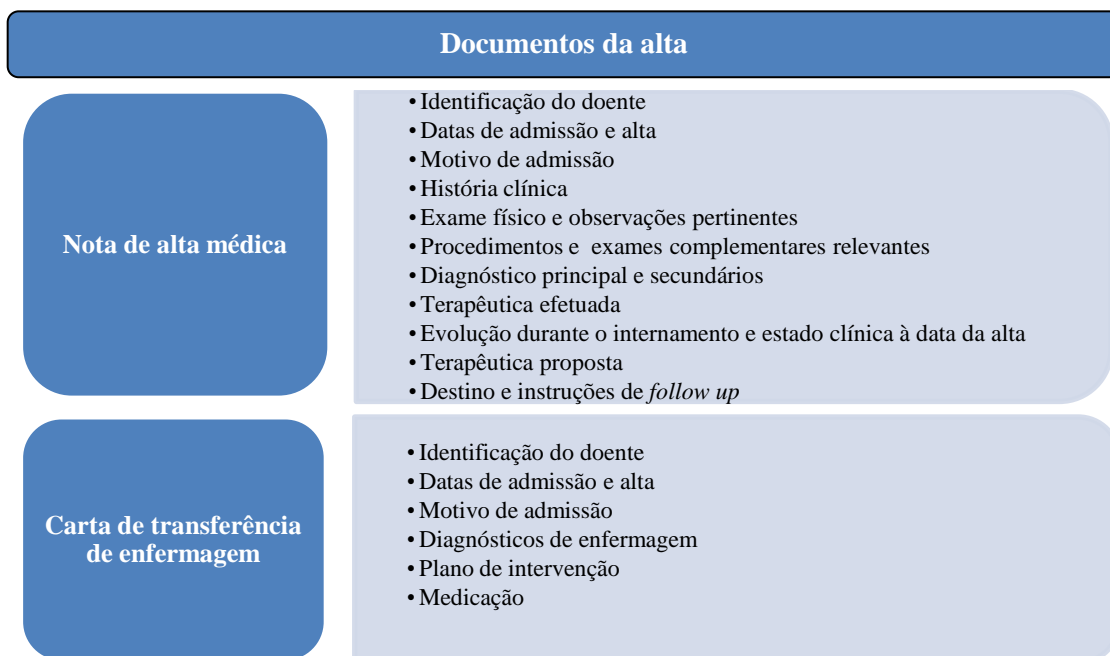 Documentos da alta
Nota de alta médica
• Identificação do doente
• Datas de admissão e alta
• Motivo de admissão
• História clínica
• Exame físico e observações pertinentes
• Procedimentos e exames complementares relevantes
• Diagnóstico principal e secundários
• Terapêutica efetuada
• Evolução durante o internamento e estado clínica à data da alta
• Terapêutica proposta
• Destino e instruções de follow up
Carta de transferência
de enfermagem
• Identificação do doente
• Datas de admissão e alta
• Motivo de admissão
• Diagnósticos de enfermagem
• Plano de intervenção
• Medicação